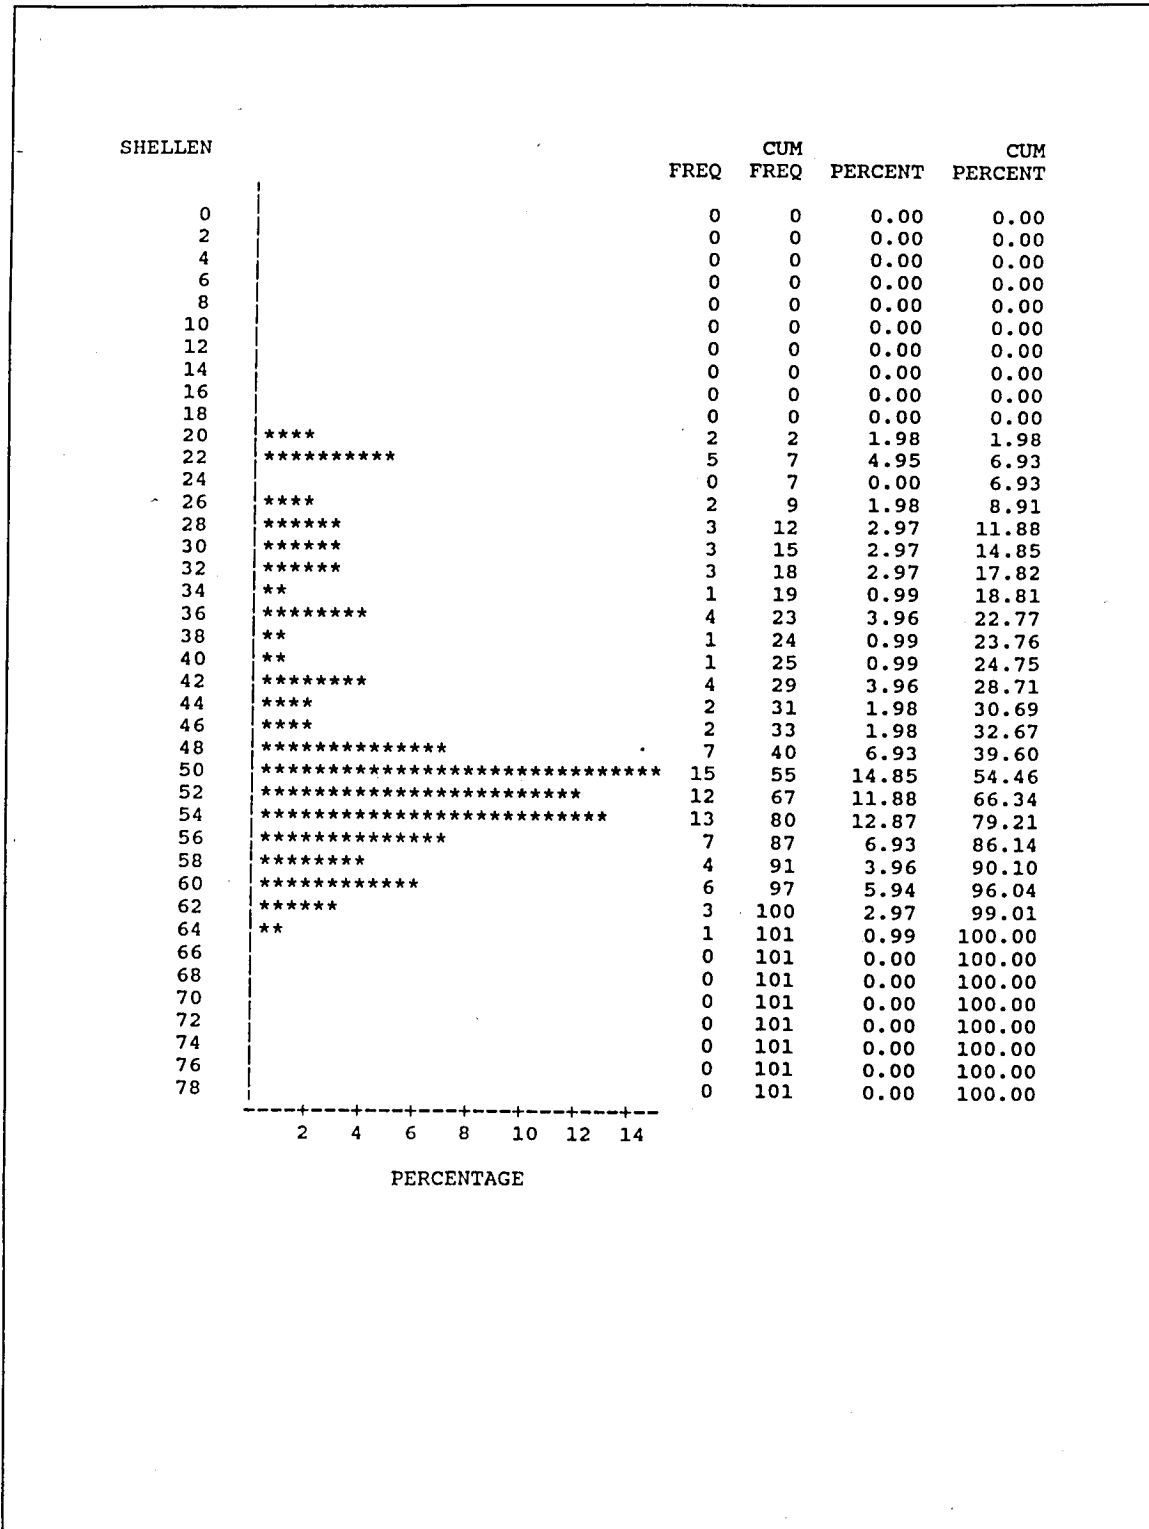 SHELLEN CUM CUM
FREQ FREQ PERCENT PERCENT
0 0 0 0.00 0.00
2 0 0 0.00 0.00
4 0 0 0.00 0.00
6 0 0 0.00 0.00
8 0 0 0.00 0.00
10 0 0 0.00 0.00
12 0 0 0.00 0.00
14 0 0 0.00 0.00
16 0 0 0.00 0.00
18 0 0 0.00 0.00
20 **** 2 2 1.98 1.98
22 ********** 5 7 4.95 6.93
24 0 7 0.00 6.93
26 **** 2 9 1.98 8.91
28 ****** 3 12 2.97 11.88
30 ****** 3 15 2.97 14.85
32 ****** 3 18 2.97 17.82
34 ** 1 19 0.99 18.81
36 ******** 4 23 3.96 22.77
38 ** 1 24 0.99 23.76
40 ** 1 25 0.99 24.75
42 ******** 4 29 3.96 28.71
44 **** 2 31 1.98 30.69
46 **** 2 33 1.98 32.67
48 ************** 7 40 6.93 39.60
50 ****************************** 15 55 14.85 54.46
52 ************************ 12 67 11.88 66.34
54 ************************** 13 80 12.87 79.21
56 ************** 7 87 6.93 86.14
58 ******** 4 91 3.96 90.10
60 ************ 6 97 5.94 96.04
62 ****** 3 100 2.97 99.01
64 ** 1 101 0.99 100.00
66 0 101 0.00 100.00
68 0 101 0.00 100.00
70 0 101 0.00 100.00
72 0 101 0.00 100.00
74 0 101 0.00 100.00
76 0 101 0.00 100.00
78 0 101 0.00 100.00
----+---+---+---+---+---+---+--
2 4 6 8 10 12 14
PERCENTAGE